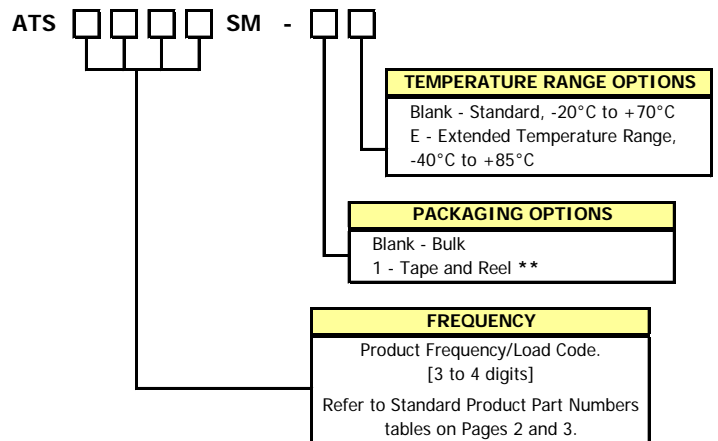 ATS SM -
TEMPERATURE RANGE OPTIONS
Blank - Standard, -20°C to +70°C
E - Extended Temperature Range,
-40°C to +85°C
PACKAGING OPTIONS
Blank - Bulk
1 - Tape and Reel **
FREQUENCY
Product Frequency/Load Code.
[3 to 4 digits]
Refer to Standard Product Part Numbers
tables on Pages 2 and 3.